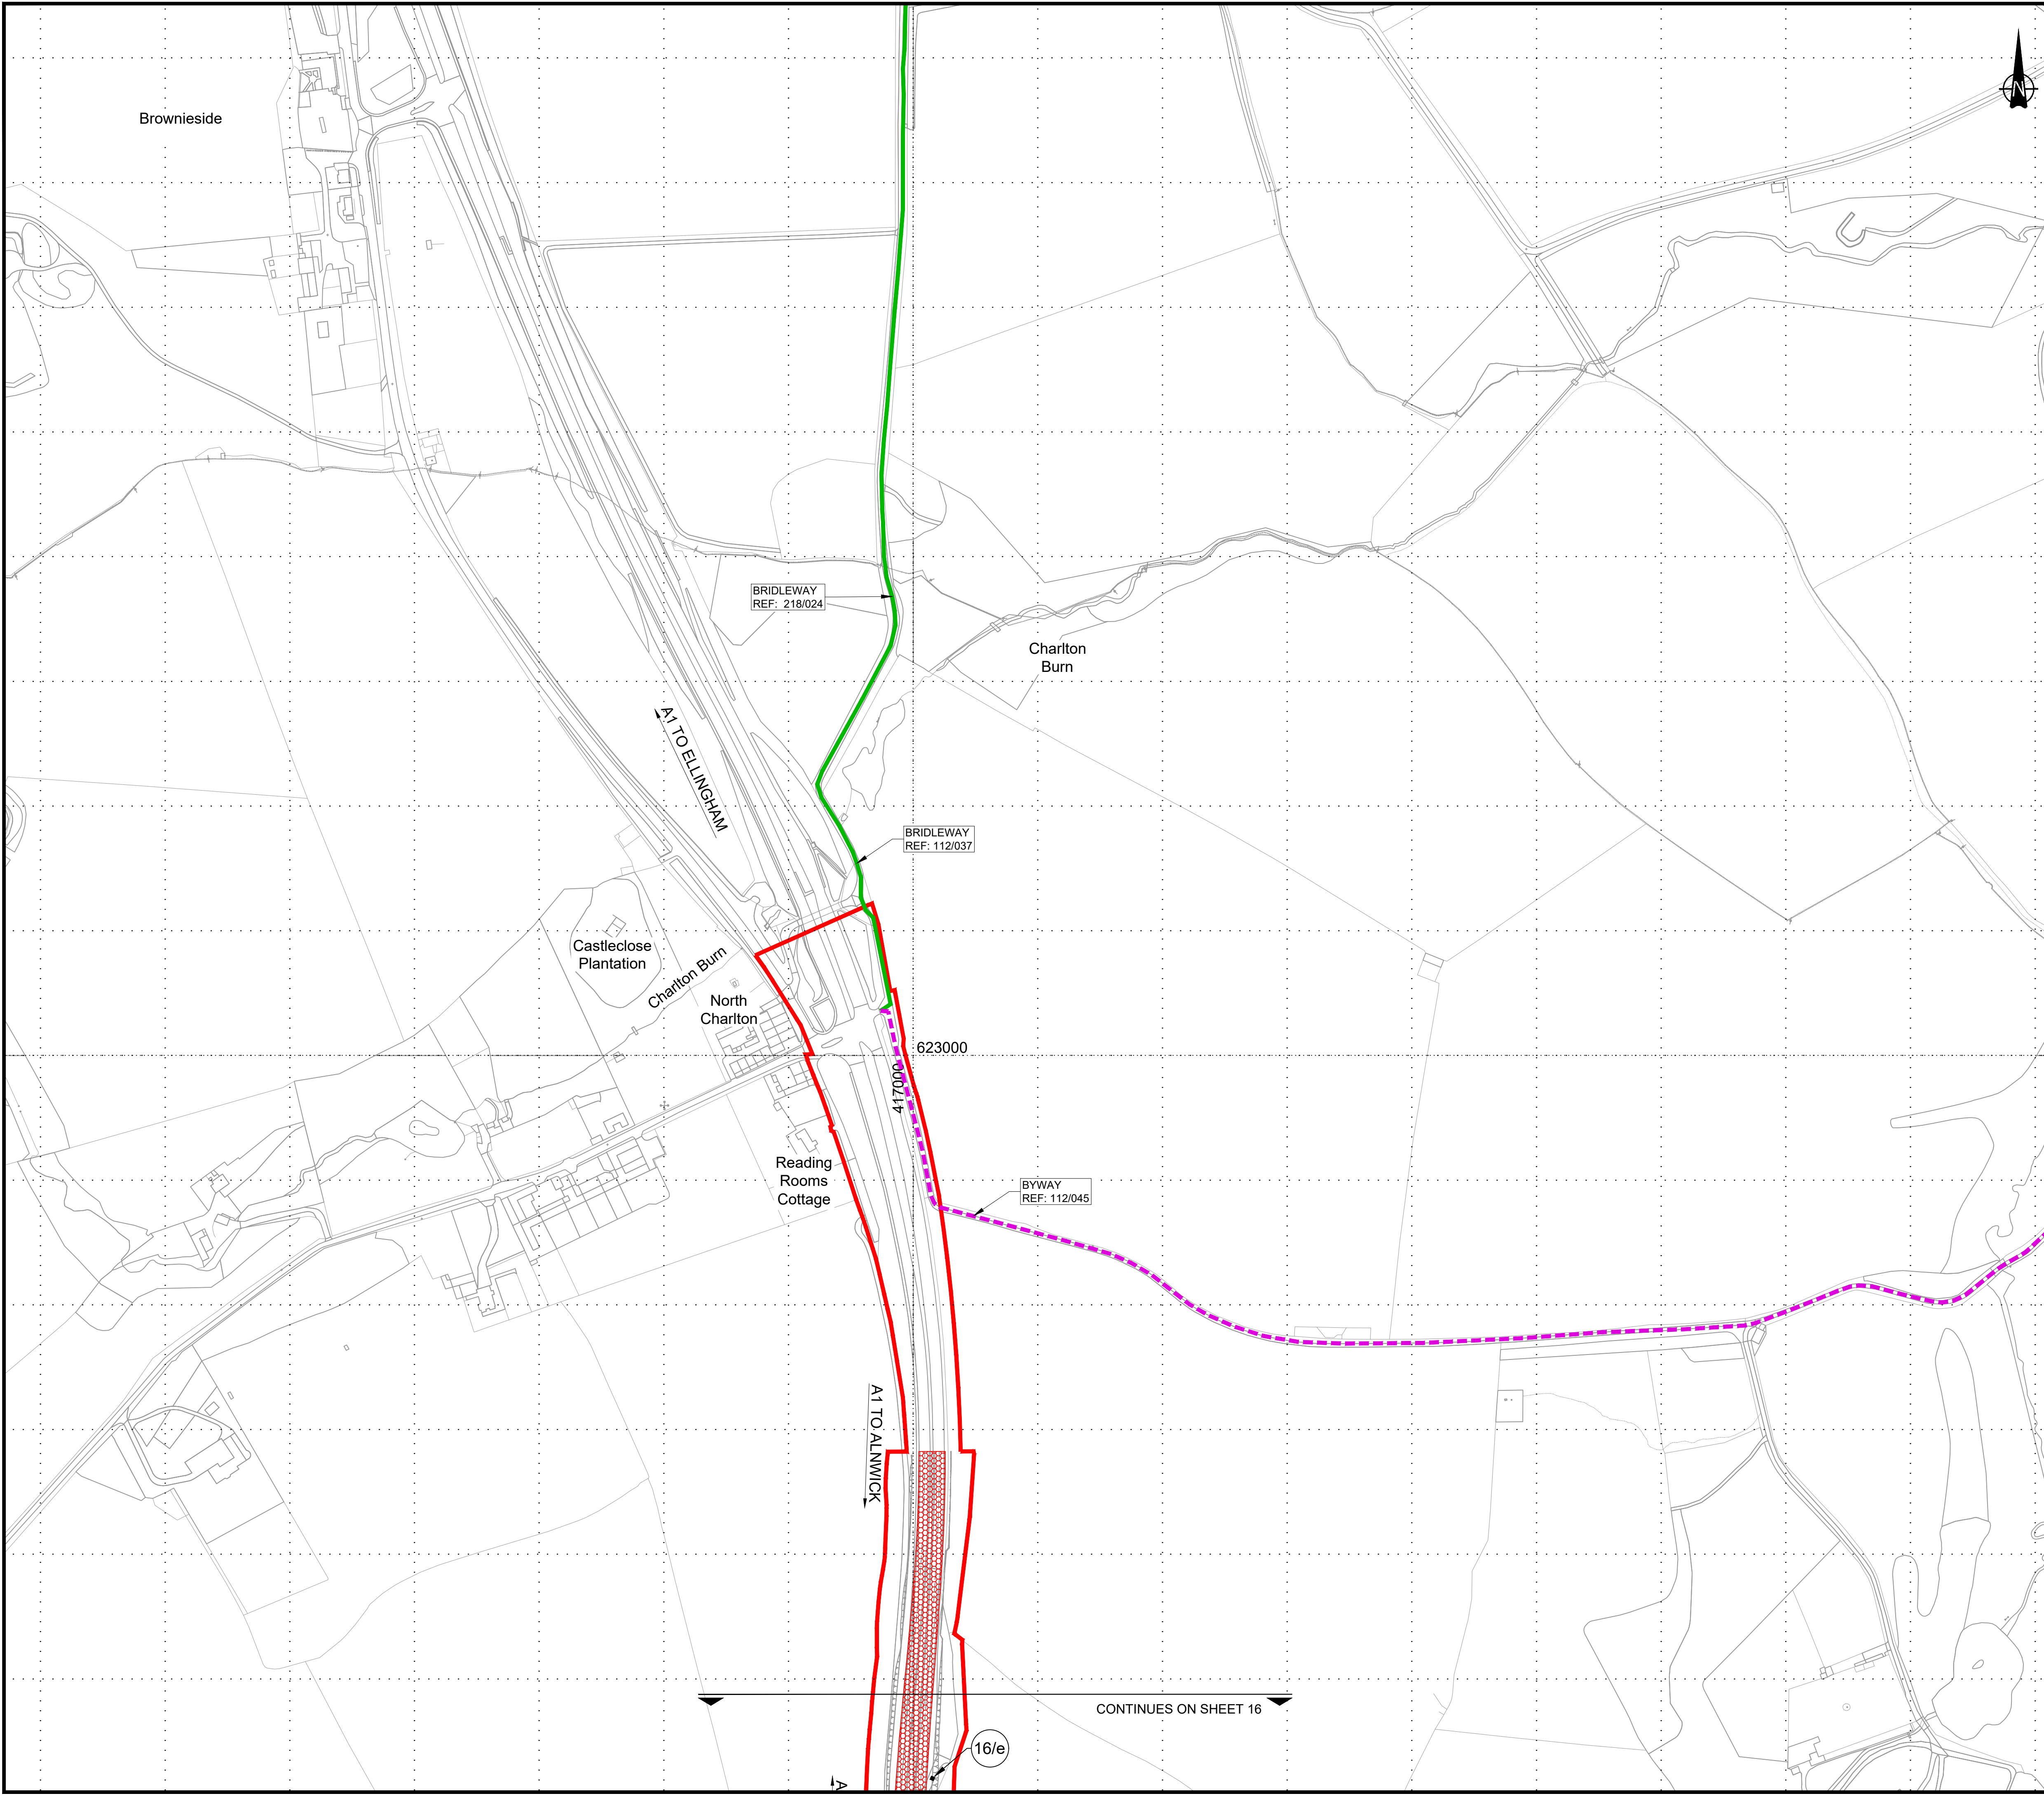 Brownieside
N
BRIDLEWAY
REF: 218/024
Charlton
Burn
A1 TO ELLINGHAM
BRIDLEWAY
REF: 112/037
Castleclose
Plantation
Charlton Burn
North
Charlton
623000
417000
Reading
Rooms
Cottage
BYWAY
REF: 112/045
A1 TO ALNWICK
CONTINUES ON SHEET 16
16/e
A